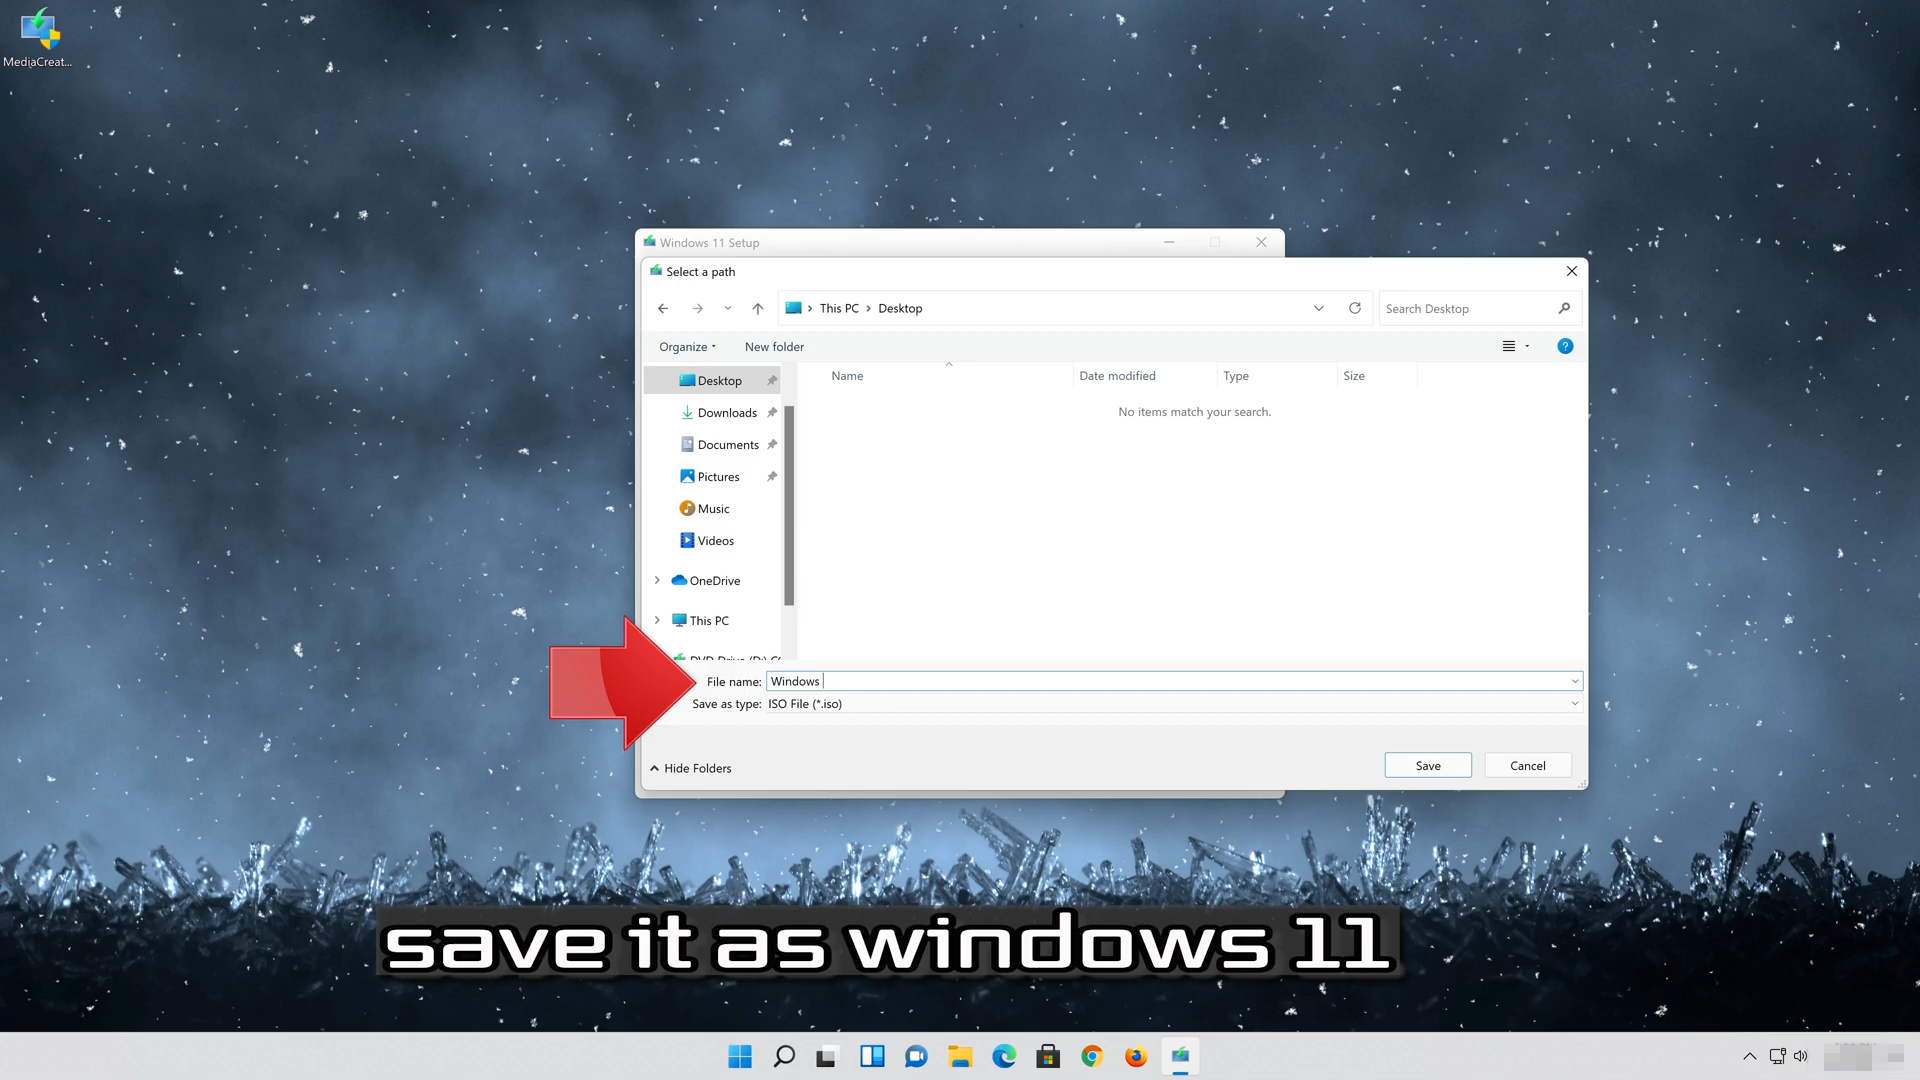 MediaCreat...
Windows 11 Setup
Select a path
This PC > Desktop
Search Desktop
Organize
New folder
Name
Date modified
Type
Size
No items match your search.
Desktop
Downloads
Documents
Pictures
Music
Videos
OneDrive
This PC
File name: Windows
Save as type: ISO File (*.iso)
Hide Folders
Save
Cancel
save it as windows 11